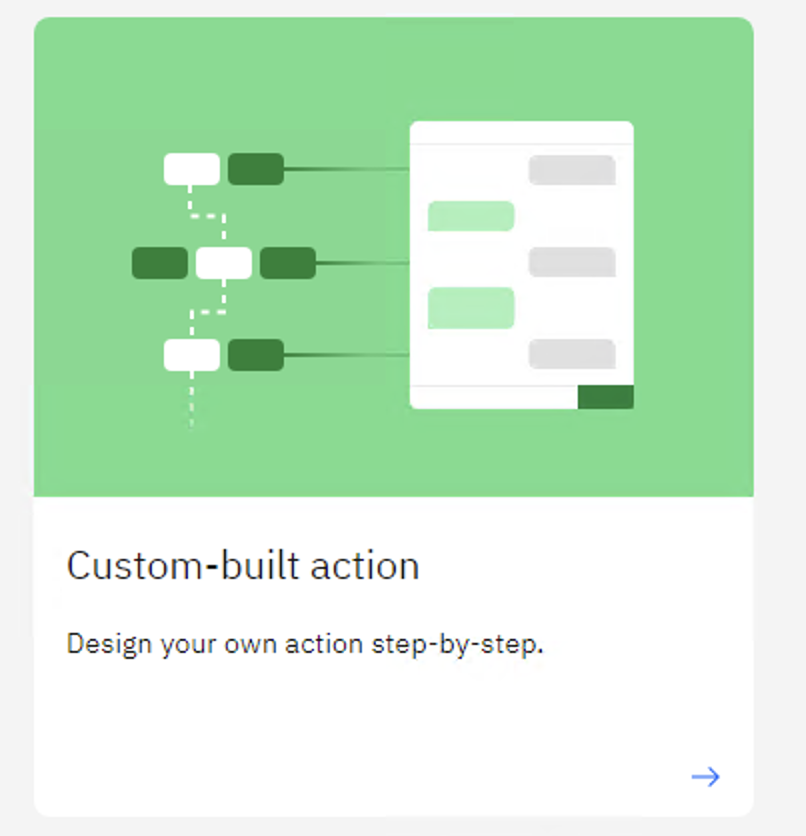 Custom-built action
Design your own action step-by-step.